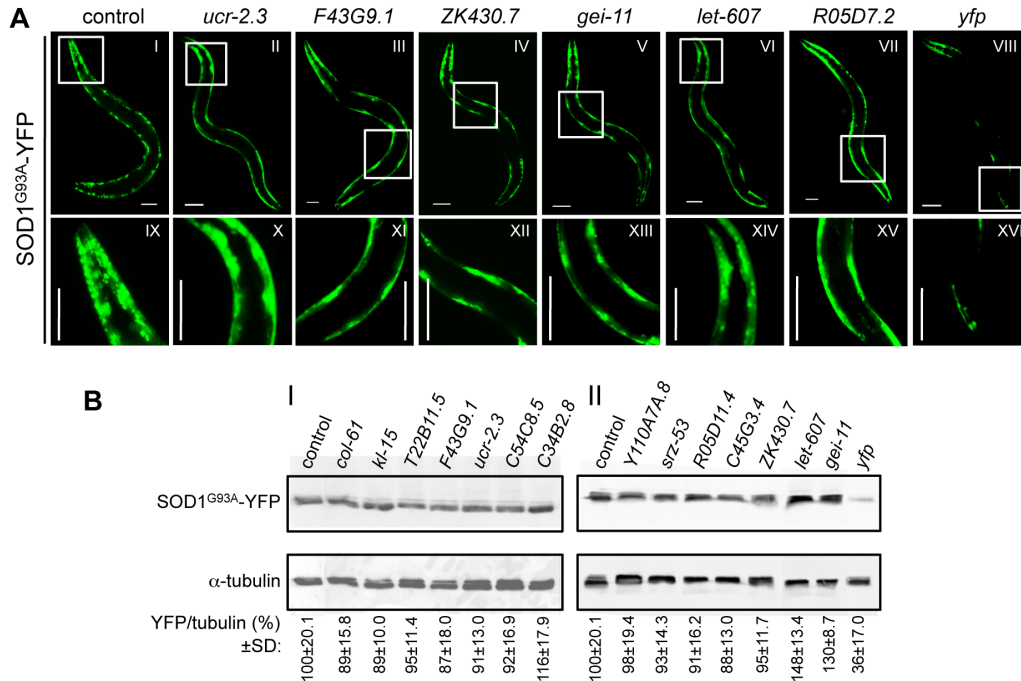 A
control ucr-2.3 F43G9.1 ZK430.7 gei-11 let-607 R05D7.2 yfp
SOD1G93A-YFP
I II III IV V VI VII VIII
IX X XI XII XIII XIV XV XVI
B
I II
control col-61 kl-15 T22B11.5 F43G9.1 ucr-2.3 C54C8.5 C34B2.8
control Y110A7A.8 srz-53 R05D11.4 C45G3.4 ZK430.7 let-607 gei-11 yfp
SOD1G93A-YFP
α-tubulin
YFP/tubulin (%)
±SD:
100±20.1 89±15.8 89±10.0 95±11.4 87±18.0 91±13.0 92±16.9 116±17.9
100±20.1 98±19.4 93±14.3 91±16.2 88±13.0 95±11.7 148±13.4 130±8.7 36±17.0